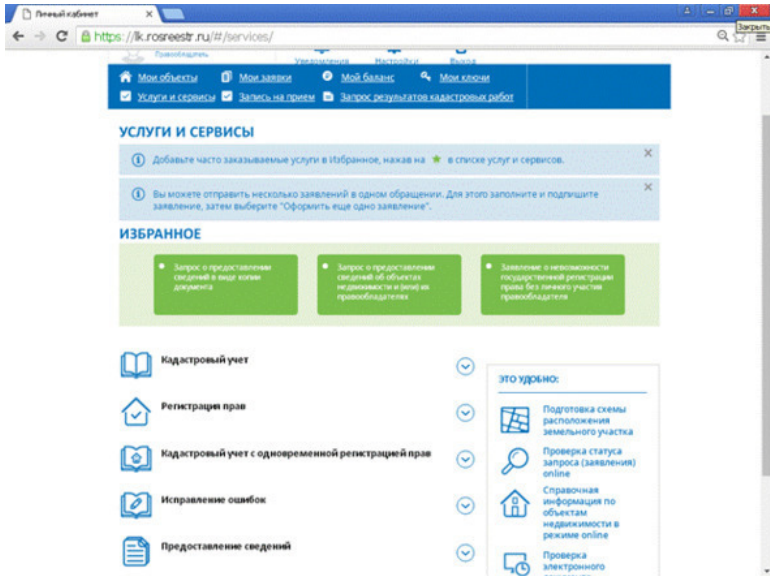 Личный кабинет
Закрыть
https://lk.rosreestr.ru/#/services/
Правообладатель
Уведомления Настройки Выход
Мои объекты Мои заявки Мой баланс Мои ключи
Услуги и сервисы Запись на прием Запрос результатов кадастровых работ
УСЛУГИ И СЕРВИСЫ
Добавьте часто заказываемые услуги в Избранное, нажав на в списке услуг и сервисов.
Вы можете отправить несколько заявлений в одном обращении. Для этого заполните и подпишите
заявление, затем выберите "Оформить еще одно заявление".
ИЗБРАННОЕ
Запрос о предоставлении
сведений в виде копии
документа
Запрос о предоставлении
сведений об объектах
недвижимости и (или) их
правообладателях
Заявление о невозможности
государственной регистрации
права без личного участия
правообладателя
Кадастровый учет
Регистрация прав
Кадастровый учет с одновременной регистрацией прав
Исправление ошибок
Предоставление сведений
ЭТО УДОБНО:
Подготовка схемы
расположения
земельного участка
Проверка статуса
запроса (заявления)
online
Справочная
информация по
объектам
недвижимости в
режиме online
Проверка
электронного